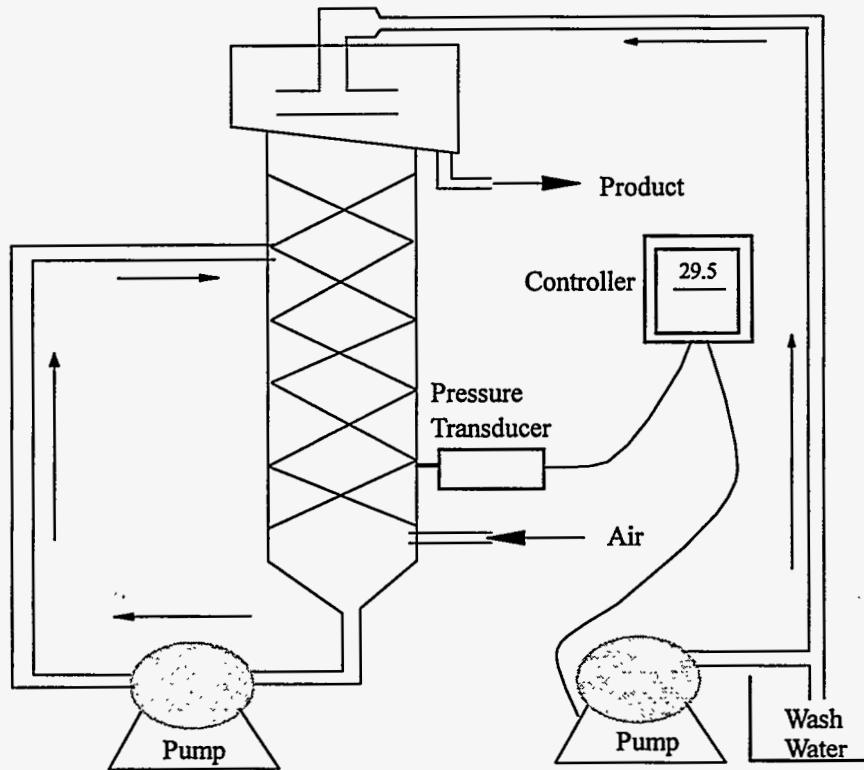 Product
Controller
29.5
Pressure
Transducer
Air
Pump
Pump
Wash
Water